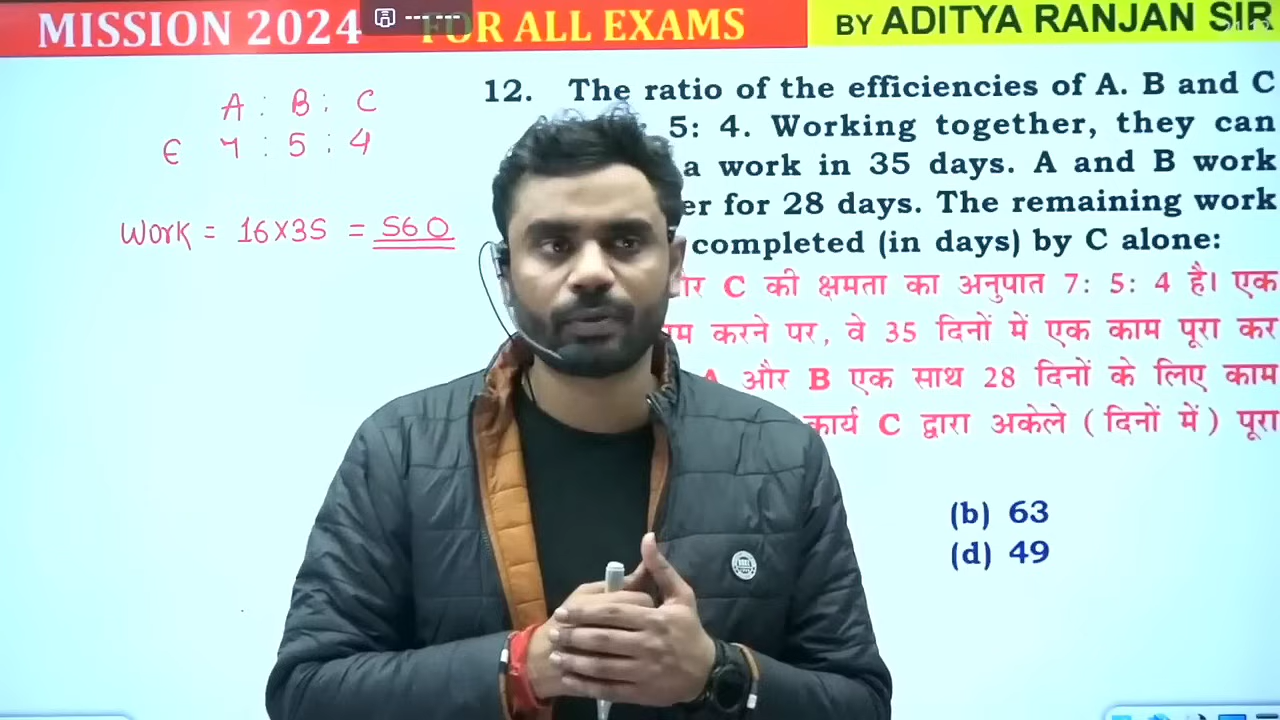 MISSION 2024 FOR ALL EXAMS
BY ADITYA RANJAN SIR
A : B : C
E 7 : 5 : 4
Work = 16x35 = 560
12. The ratio of the efficiencies of A. B and C
5: 4. Working together, they can
a work in 35 days. A and B work
er for 28 days. The remaining work
completed (in days) by C alone:
C की क्षमता का अनुपात 7: 5: 4 है। एक
करने पर, वे 35 दिनों में एक काम पूरा कर
A और B एक साथ 28 दिनों के लिए काम
कार्य C द्वारा अकेले (दिनों में) पूरा
(b) 63
(d) 49